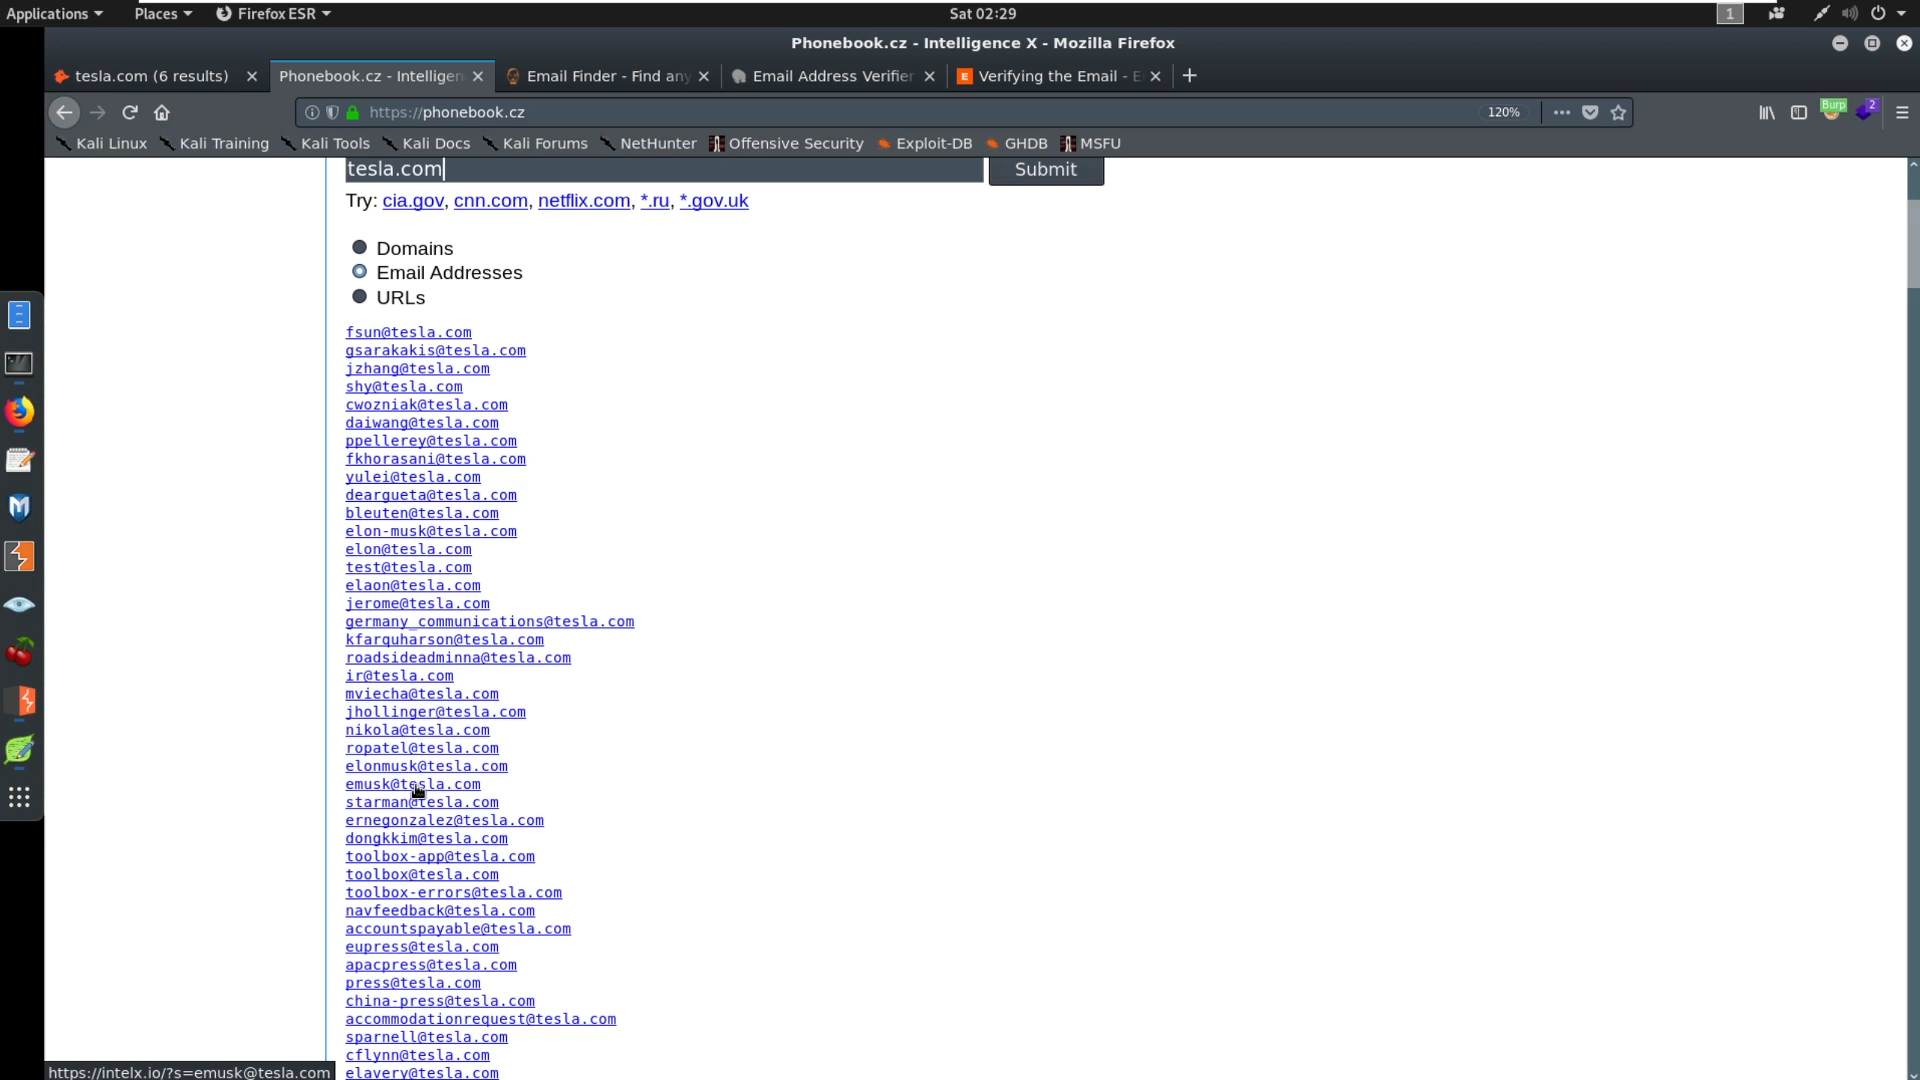 Applications Places Firefox ESR Sat 02:29 1
Phonebook.cz - Intelligence X - Mozilla Firefox
tesla.com (6 results) Phonebook.cz - Intelligen Email Finder - Find any Email Address Verifier E Verifying the Email - E
https://phonebook.cz 120% Burp 2
Kali Linux Kali Training Kali Tools Kali Docs Kali Forums NetHunter Offensive Security Exploit-DB GHDB MSFU
tesla.com Submit
Try: cia.gov, cnn.com, netflix.com, *.ru, *.gov.uk
Domains
Email Addresses
URLs
fsun@tesla.com
gsarakakis@tesla.com
jzhang@tesla.com
shy@tesla.com
cwozniak@tesla.com
daiwang@tesla.com
ppellerey@tesla.com
fkhorasani@tesla.com
yulei@tesla.com
deargueta@tesla.com
bleuten@tesla.com
elon-musk@tesla.com
elon@tesla.com
test@tesla.com
elaon@tesla.com
jerome@tesla.com
germany_communications@tesla.com
kfarquharson@tesla.com
roadsideadminna@tesla.com
ir@tesla.com
mviecha@tesla.com
jhollinger@tesla.com
nikola@tesla.com
ropatel@tesla.com
elonmusk@tesla.com
emusk@tesla.com
starman@tesla.com
ernegonzalez@tesla.com
dongkkim@tesla.com
toolbox-app@tesla.com
toolbox@tesla.com
toolbox-errors@tesla.com
navfeedback@tesla.com
accountspayable@tesla.com
eupress@tesla.com
apacpress@tesla.com
press@tesla.com
china-press@tesla.com
accommodationrequest@tesla.com
sparnell@tesla.com
cflynn@tesla.com
elavery@tesla.com
https://intelx.io/?s=emusk@tesla.com